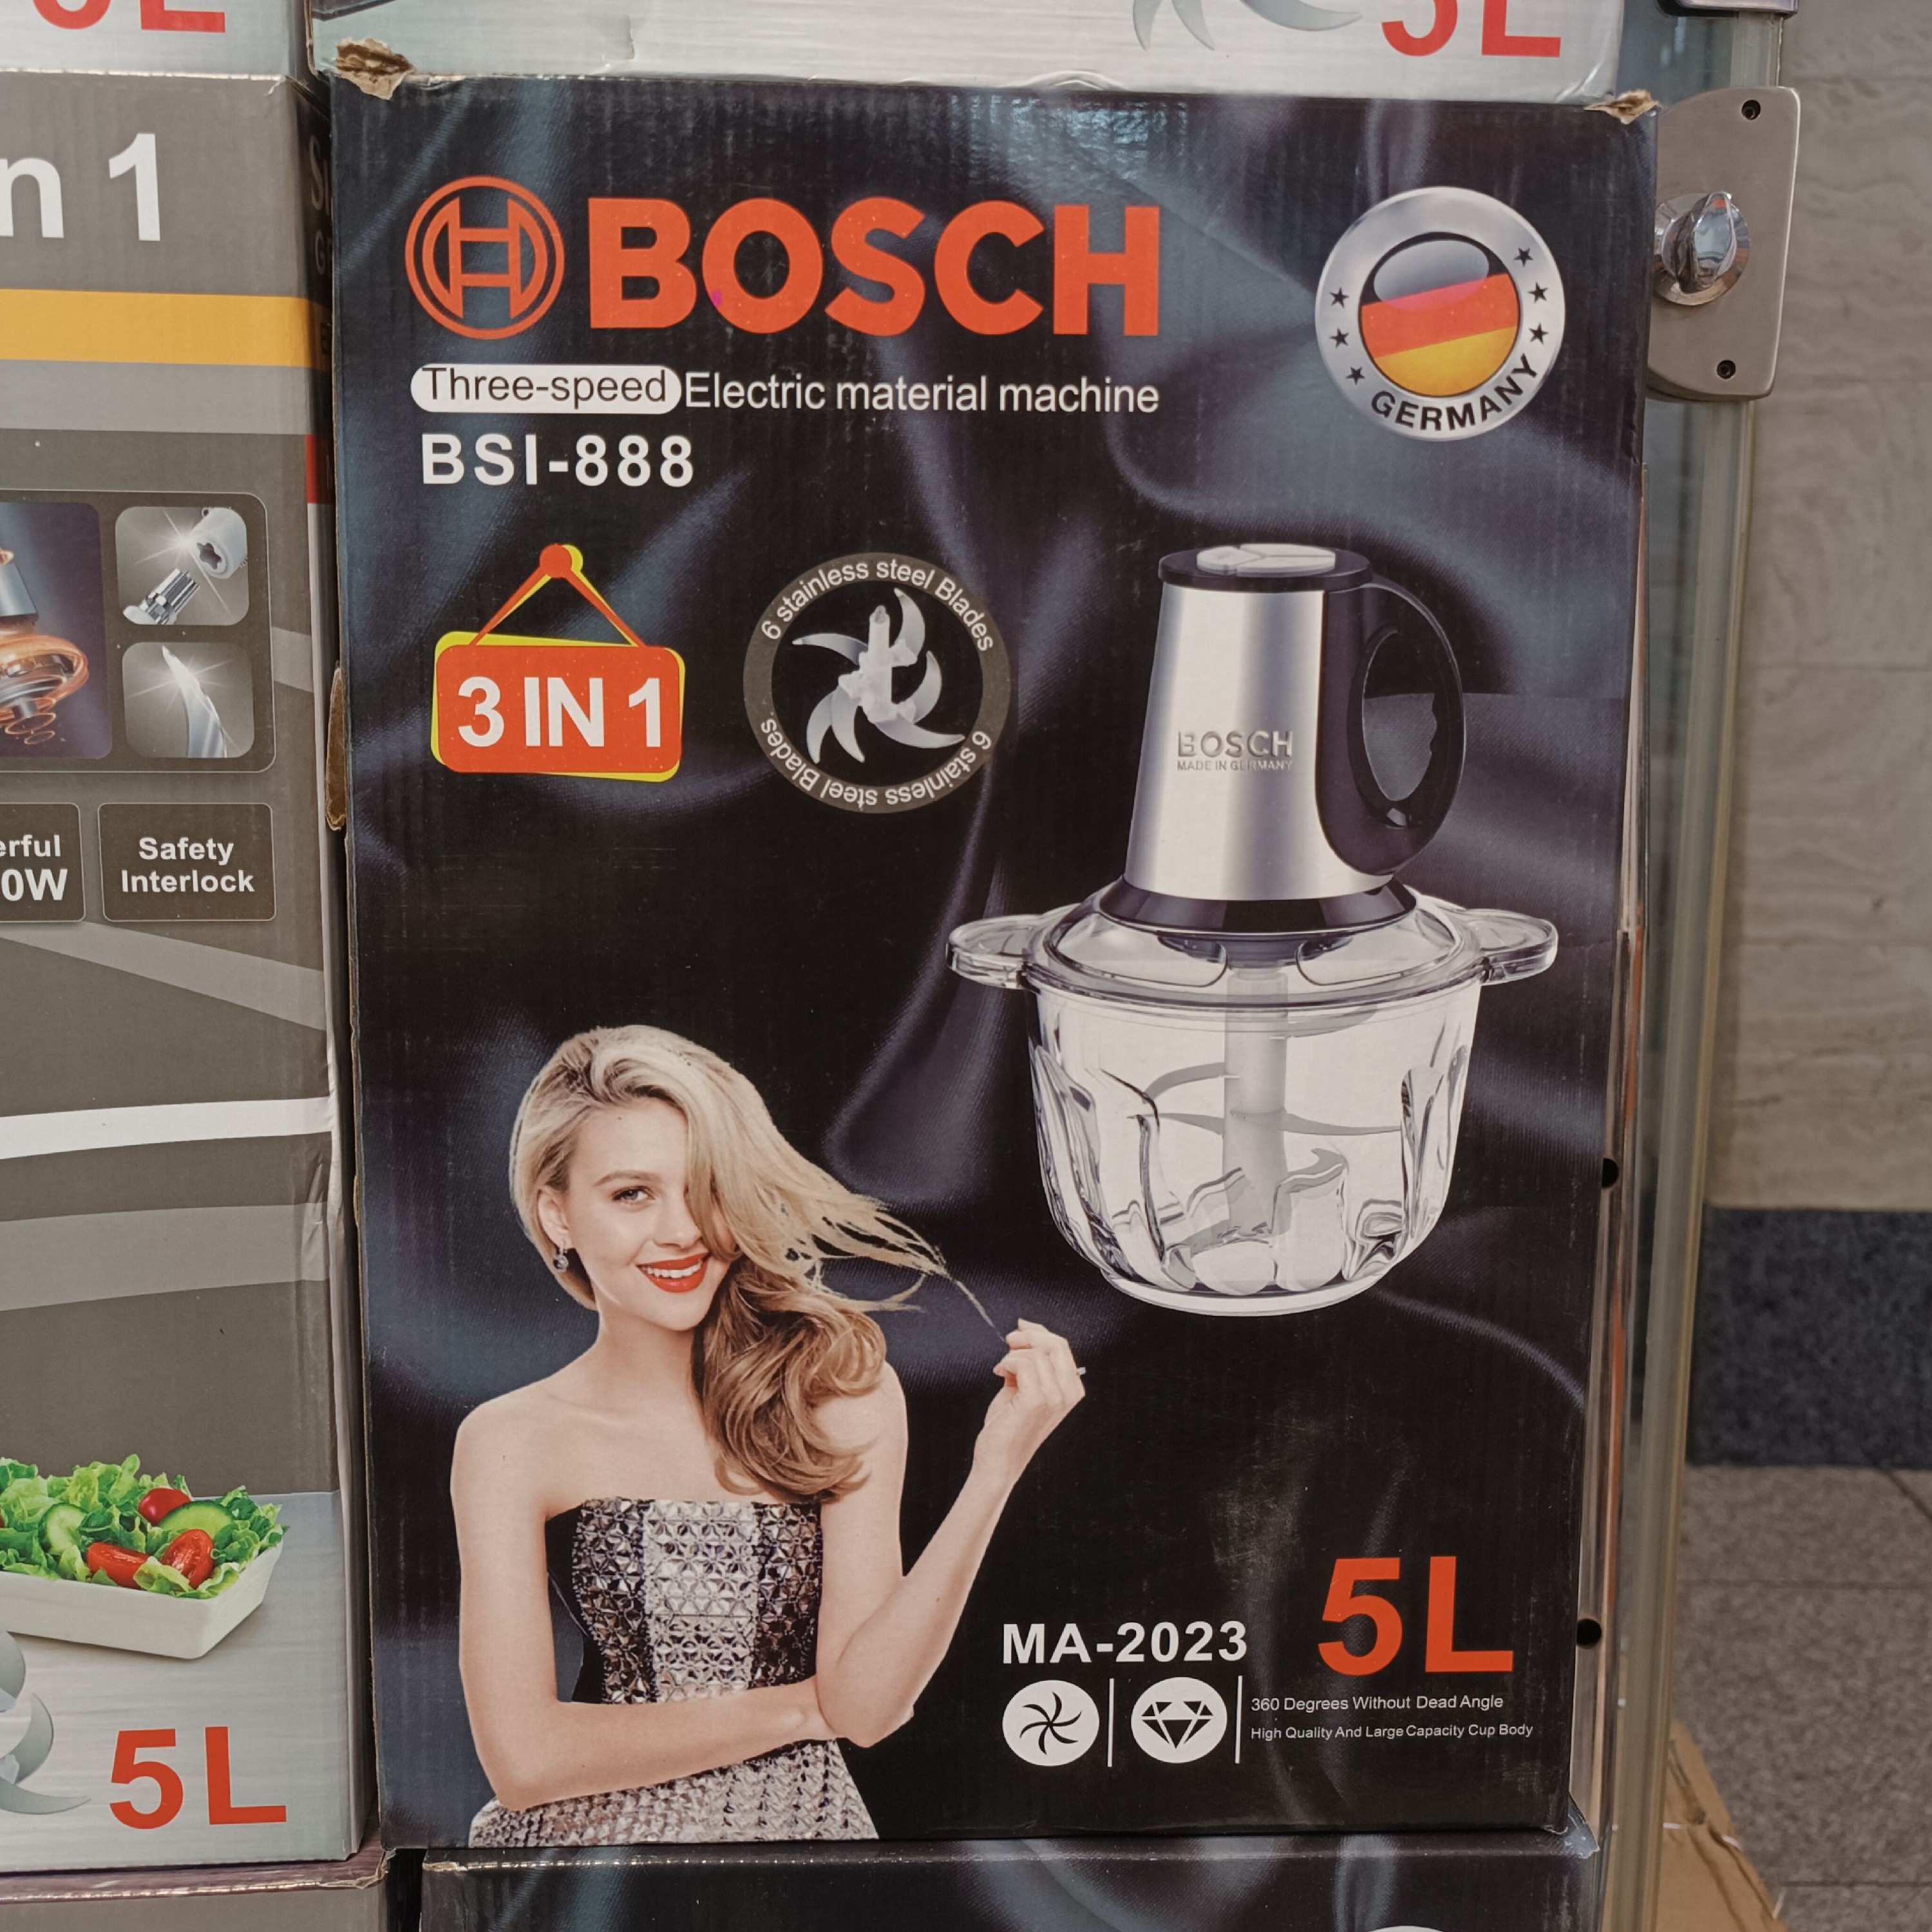 5L
n 1
BOSCH
GERMANY
Three-speed Electric material machine
BSI-888
6 stainless steel Blades
6 stainless steel Blades
3 IN 1
BOSCH
MADE IN GERMANY
erful
0W
Safety
Interlock
MA-2023
5L
360 Degrees Without Dead Angle
High Quality And Large Capacity Cup Body
5L